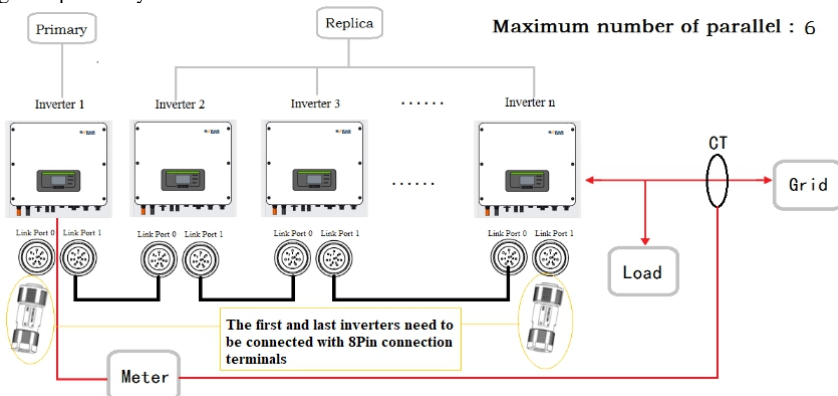 Primary
Replica
Maximum number of parallel : 6
Inverter 1
Inverter 2
Inverter 3
......
Inverter n
CT
......
Grid
Link Port 0
Link Port 1
Link Port 0
Link Port 1
Link Port 0
Link Port 1
Link Port 0
Link Port 1
Load
The first and last inverters need to
be connected with 8Pin connection
terminals
Meter